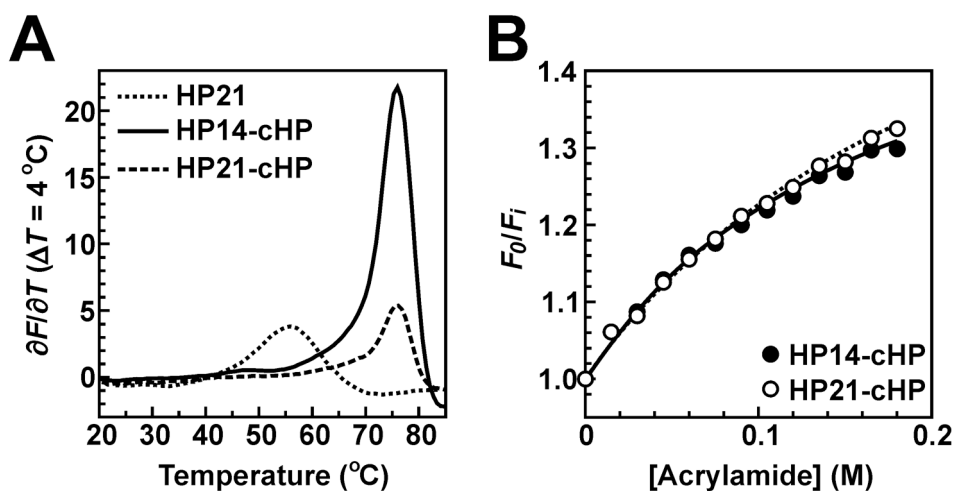 A
20
15
10
5
0
∂F/∂T (ΔT = 4 °C)
HP21
HP14-cHP
HP21-cHP
20 30 40 50 60 70 80
Temperature (°C)
B
1.4
1.3
1.2
1.1
1.0
F0/Fi
HP14-cHP
HP21-cHP
0 0.1 0.2
[Acrylamide] (M)